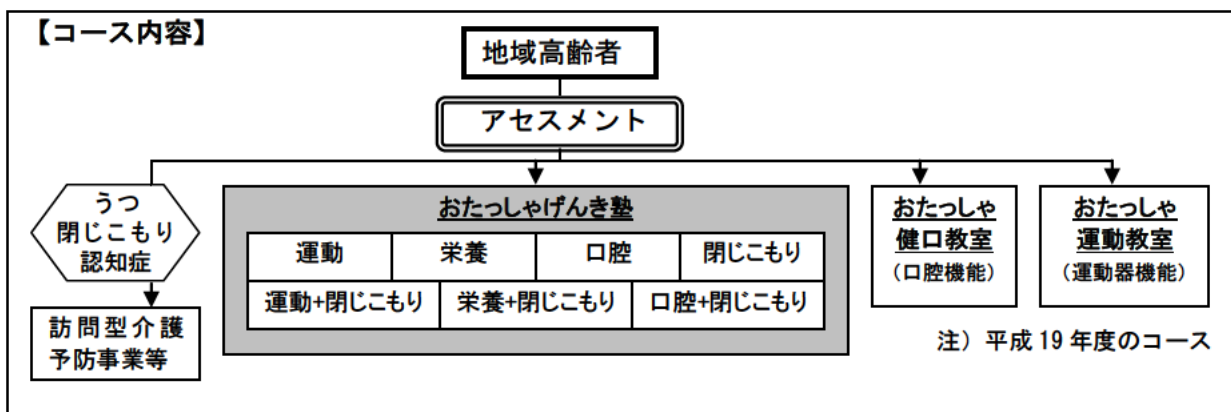 【コース内容】
地域高齢者
アセスメント
うつ
閉じこもり
認知症
訪問型介護
予防事業等
おたっしゃげんき塾
運動
栄養
口腔
閉じこもり
運動+閉じこもり
栄養+閉じこもり
口腔+閉じこもり
おたっしゃ
健口教室
（口腔機能）
おたっしゃ
運動教室
（運動器機能）
注）平成 19 年度のコース